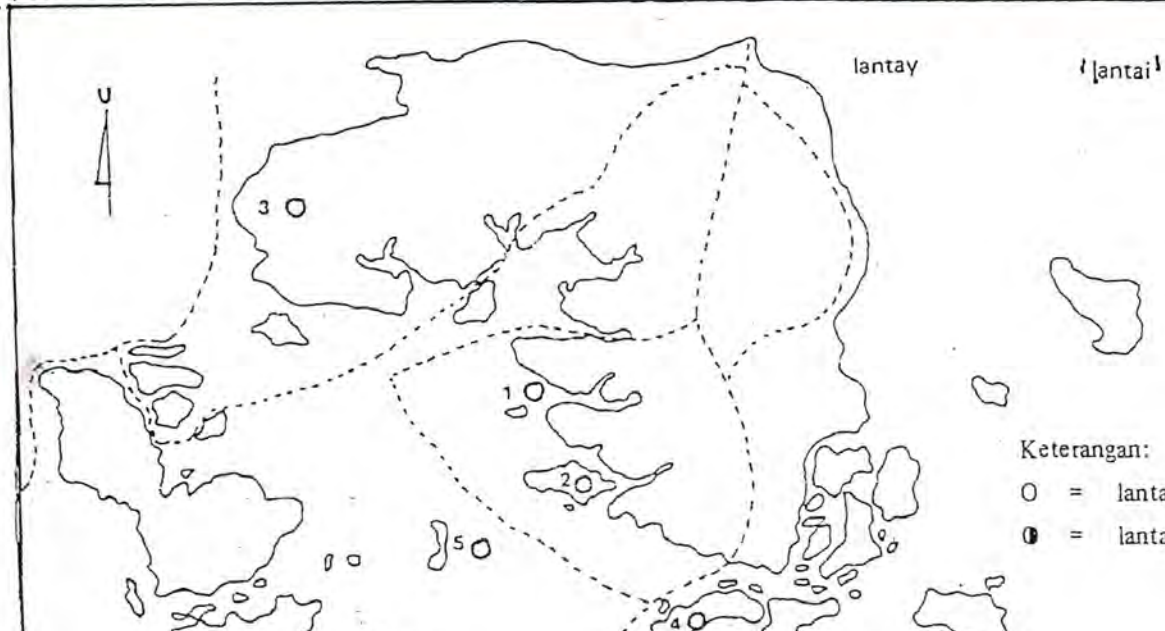 lantay 'lantai'
U
3
1
2
5
4
Keterangan:
O = lanta
◑ = lanta